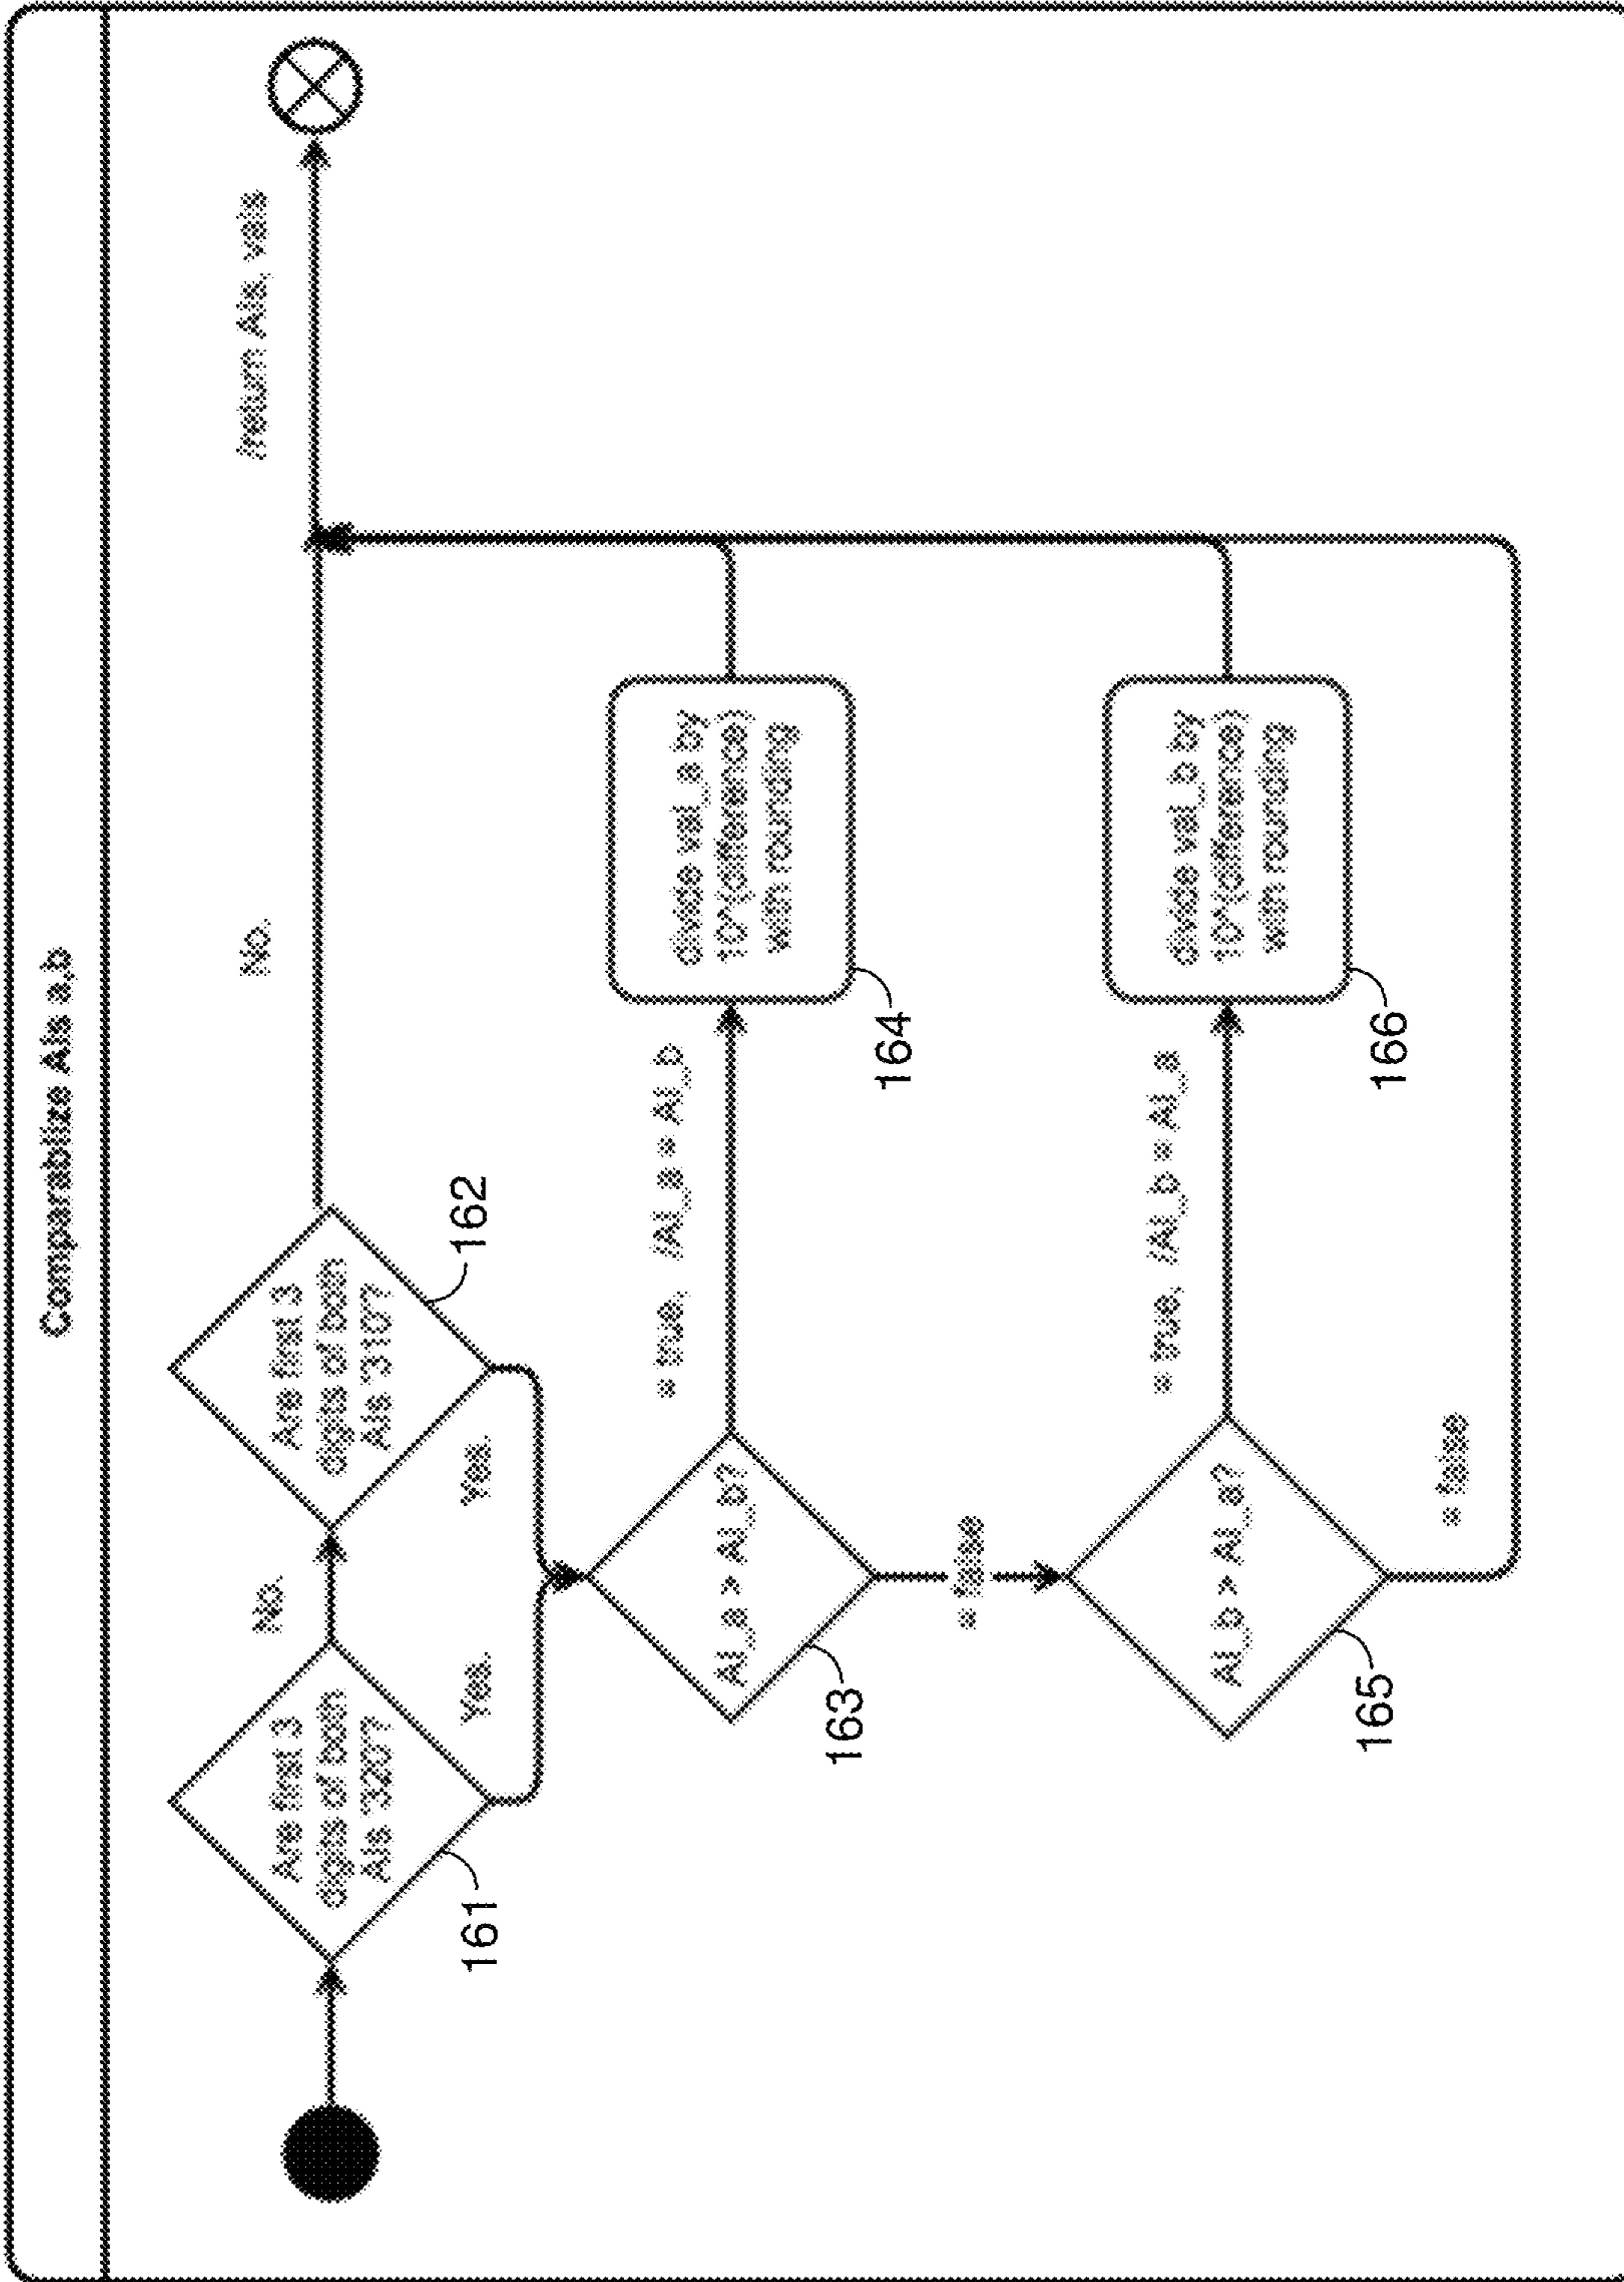 Comparablize AIs a,b
Are first 3
digits of both
AIs '320'?
161
No.
Yes.
Are first 3
digits of both
AIs '310'?
162
Yes.
No.
/return AIs, vals
AI_a > AI_b?
163
= true, /AI_a = AI_b
divide val_a by
10^(difference)
with rounding
164
= false
AI_b > AI_a?
165
= true, /AI_b = AI_a
divide val_b by
10^(difference)
with rounding
166
= false